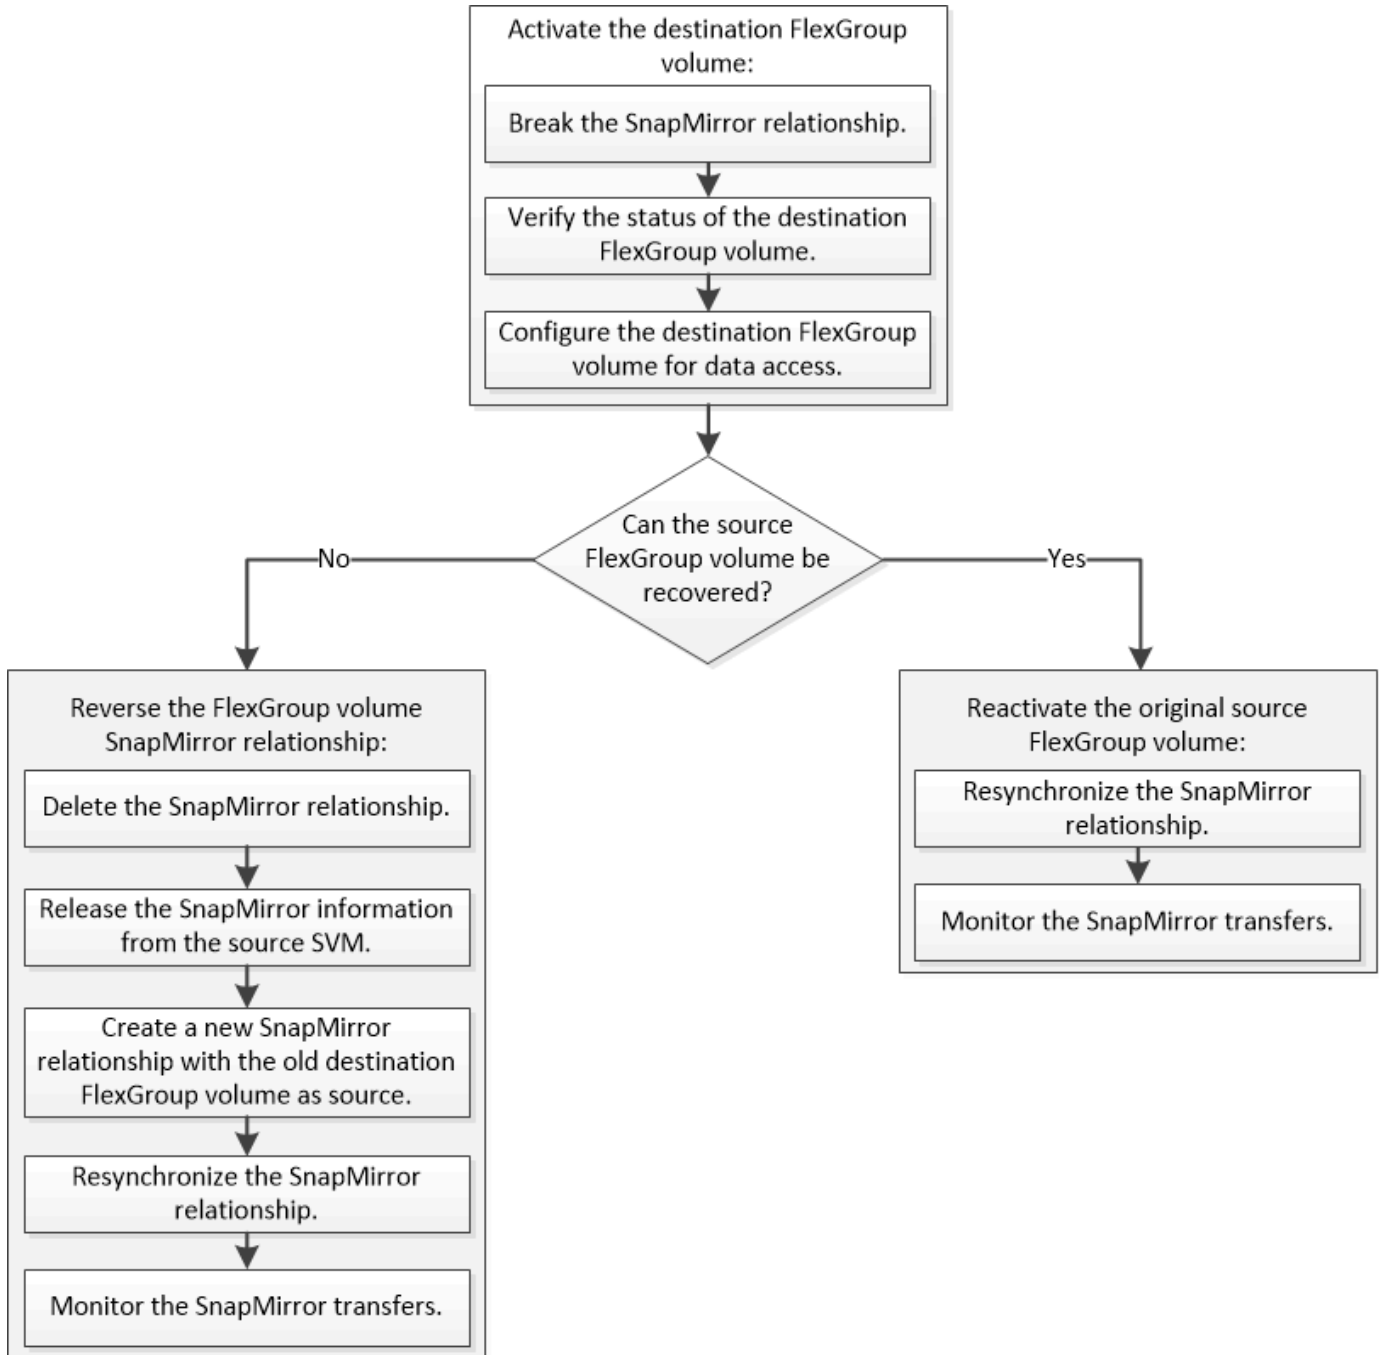 Activate the destination FlexGroup
volume:
Break the SnapMirror relationship.
Verify the status of the destination
FlexGroup volume.
Configure the destination FlexGroup
volume for data access.
Can the source
FlexGroup volume be
recovered?
No
Yes
Reverse the FlexGroup volume
SnapMirror relationship:
Delete the SnapMirror relationship.
Release the SnapMirror information
from the source SVM.
Create a new SnapMirror
relationship with the old destination
FlexGroup volume as source.
Resynchronize the SnapMirror
relationship.
Monitor the SnapMirror transfers.
Reactivate the original source
FlexGroup volume:
Resynchronize the SnapMirror
relationship.
Monitor the SnapMirror transfers.